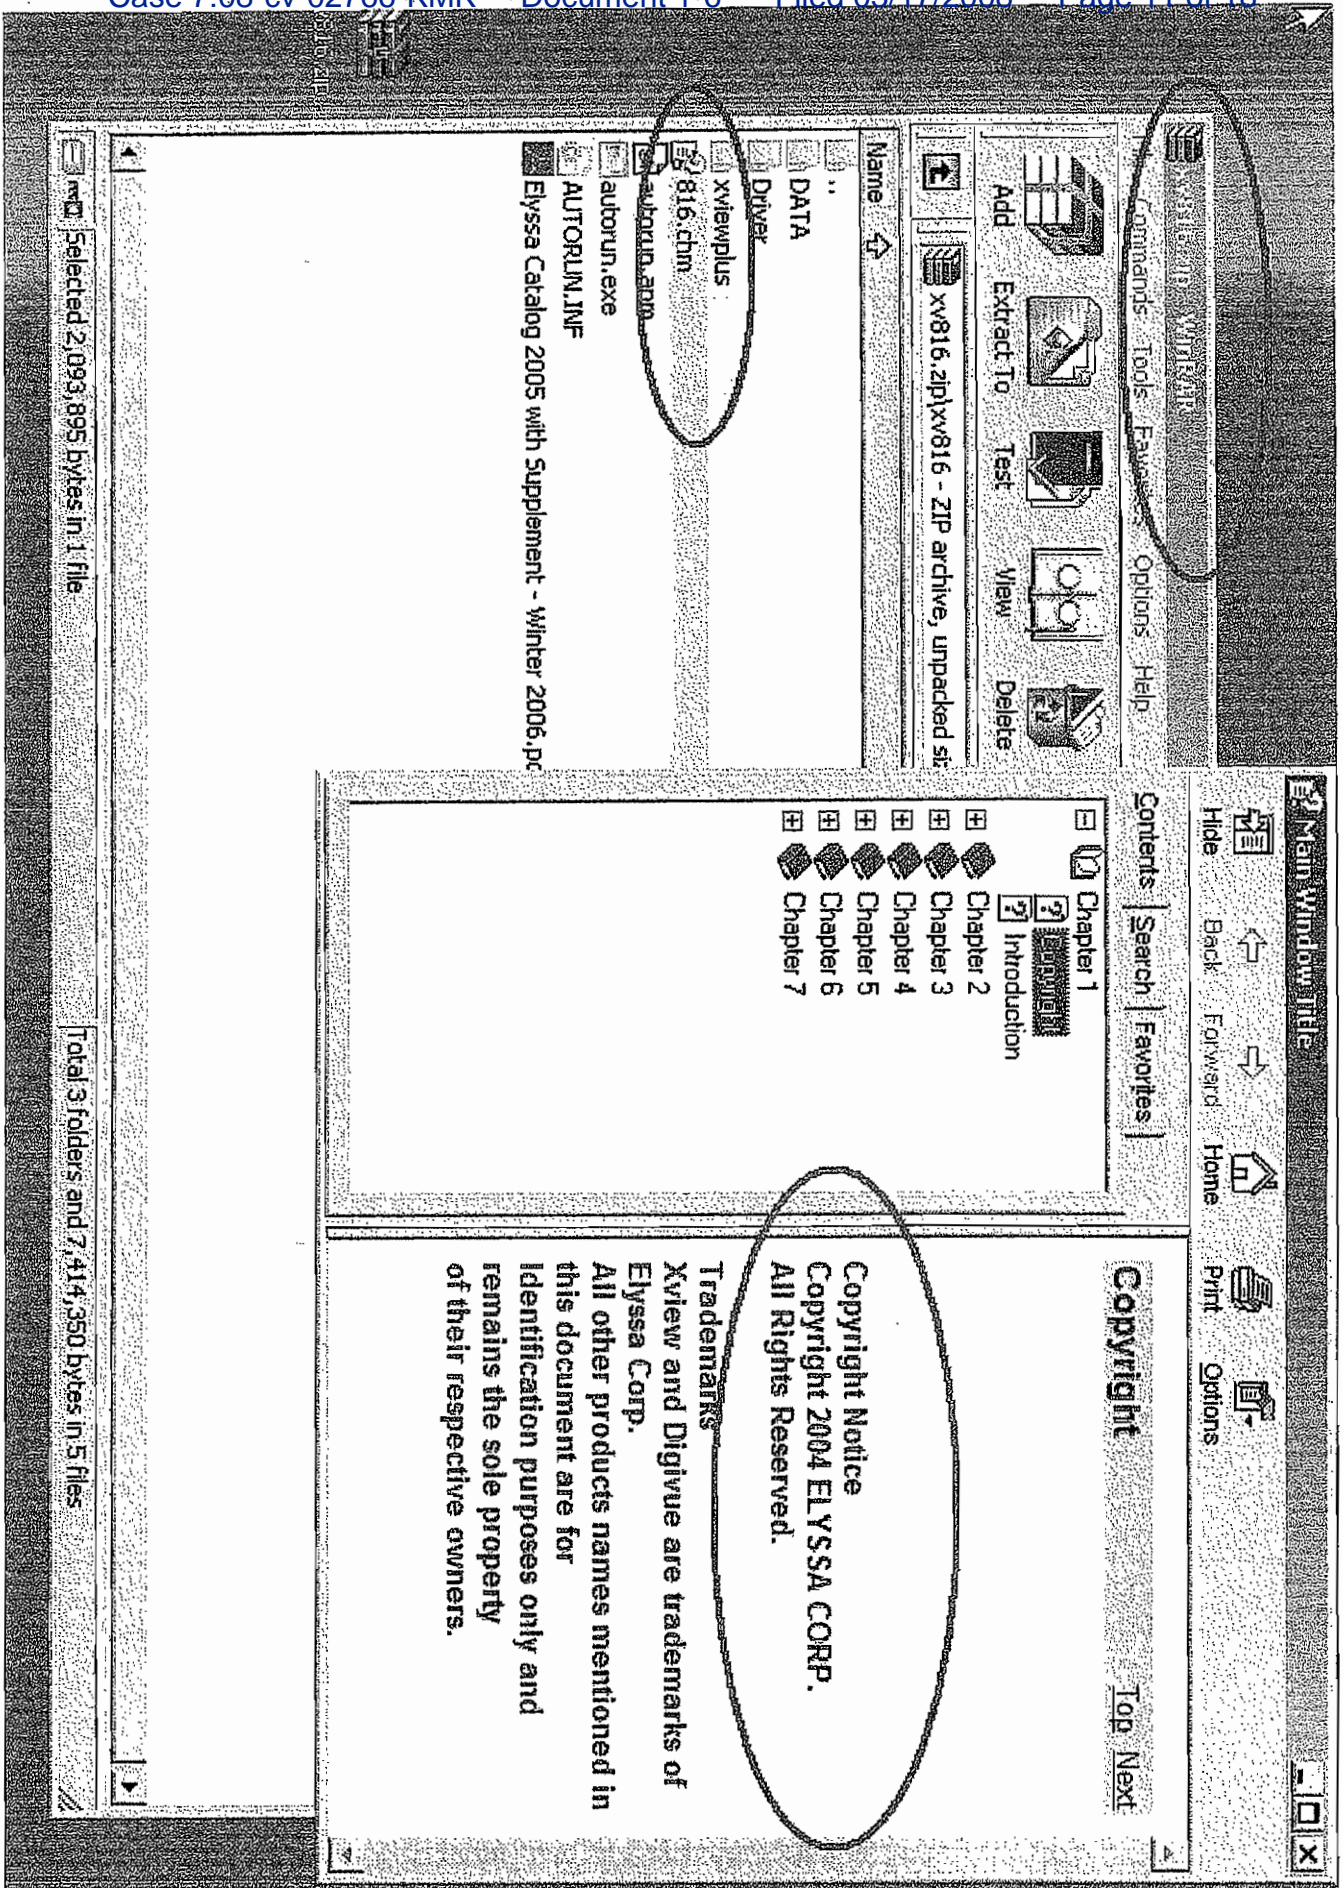 Case 7:08-cv-02766-KMK Document 1-6 Filed 03/17/2008 Page 11 of 18
xv816.zip - WinRAR
Commands Tools Favorites Options Help
Add Extract To Test View Delete
xv816.zip\xv816 - ZIP archive, unpacked si
Name
..
DATA
Driver
xviewplus
816.chm
autorun.apm
autorun.exe
AUTORUN.INF
Elyssa Catalog 2005 with Supplement - Winter 2006.pd
Selected 2,093,895 bytes in 1 file
Total 3 folders and 7,414,350 bytes in 5 files
Main Window Title
Hide Back Forward Home Print Options
Contents Search Favorites
Chapter 1
Copyright
Introduction
Chapter 2
Chapter 3
Chapter 4
Chapter 5
Chapter 6
Chapter 7
Copyright
Top Next
Copyright Notice
Copyright 2004 ELYSSA CORP.
All Rights Reserved.
Trademarks
Xview and Digivue are trademarks of
Elyssa Corp.
All other products names mentioned in
this document are for
Identification purposes only and
remains the sole property
of their respective owners.